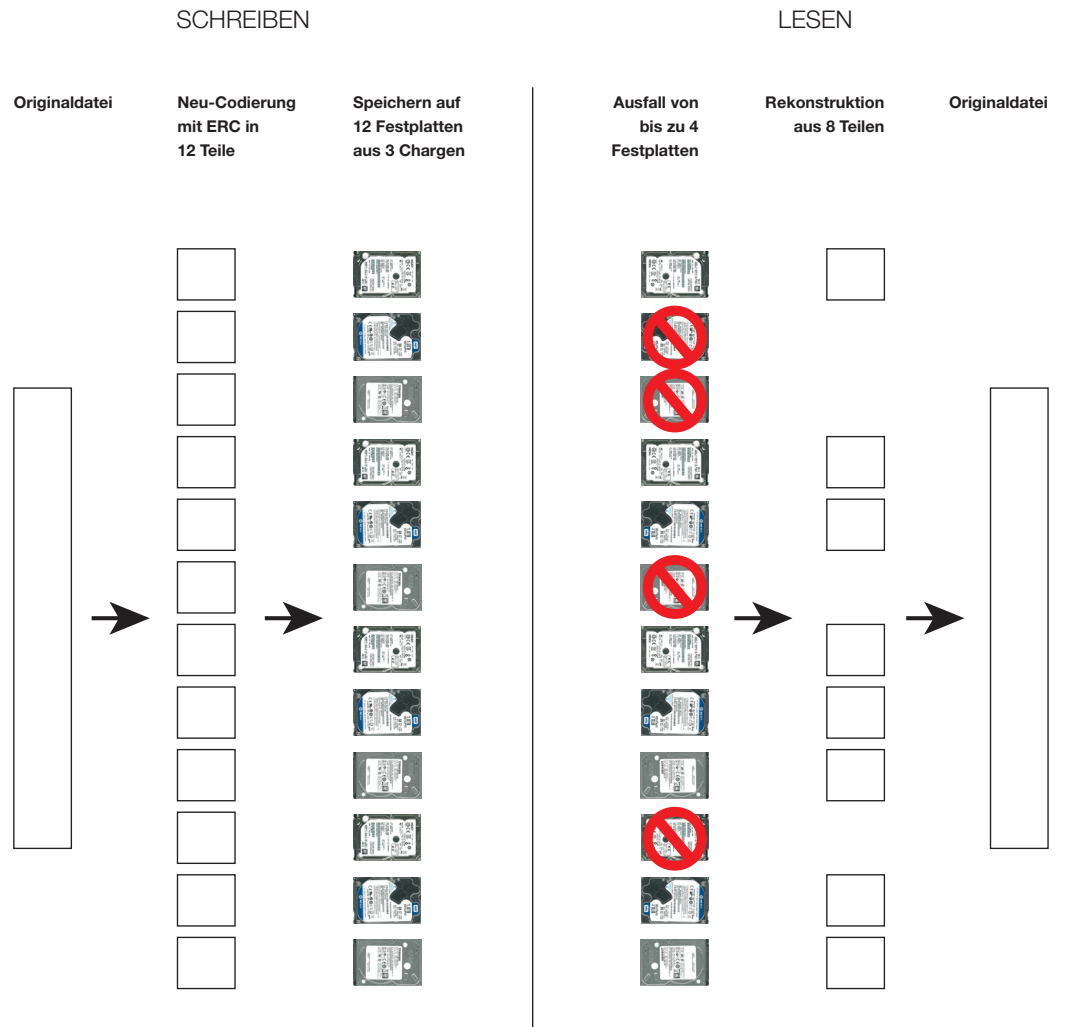 SCHREIBEN
LESEN
Originaldatei
Neu-Codierung
mit ERC in
12 Teile
Speichern auf
12 Festplatten
aus 3 Chargen
Ausfall von
bis zu 4
Festplatten
Rekonstruktion
aus 8 Teilen
Originaldatei